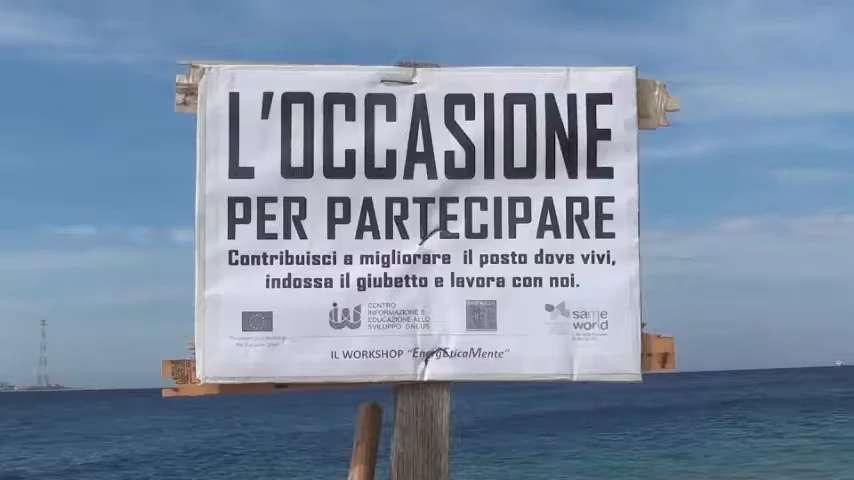 L'OCCASIONE
PER PARTECIPARE
Contribuisci a migliorare il posto dove vivi,
indossa il giubetto e lavora con noi.
CENTRO
INFORMAZIONE E
EDUCAZIONE ALLO
SVILUPPO ONLUS
same
world
IL WORKSHOP "EnergEticaMente"